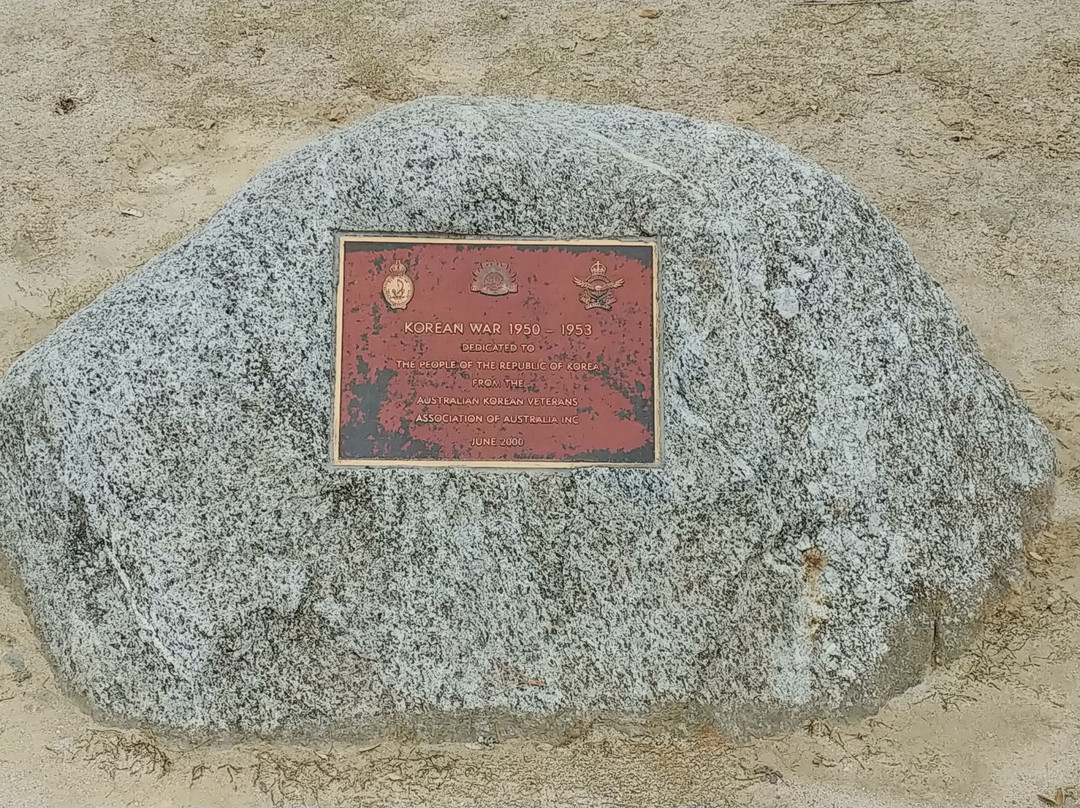 KOREAN WAR 1950 – 1953
DEDICATED TO
THE PEOPLE OF THE REPUBLIC OF KOREA
FROM THE
AUSTRALIAN KOREAN VETERANS
ASSOCIATION OF AUSTRALIA INC
JUNE 2000